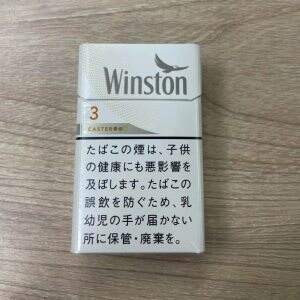 Winston
3
CASTER
たばこの煙は、子供
の健康にも悪影響を
及ぼします。たばこの
誤飲を防ぐため、乳
幼児の手が届かない
所に保管・廃棄を。